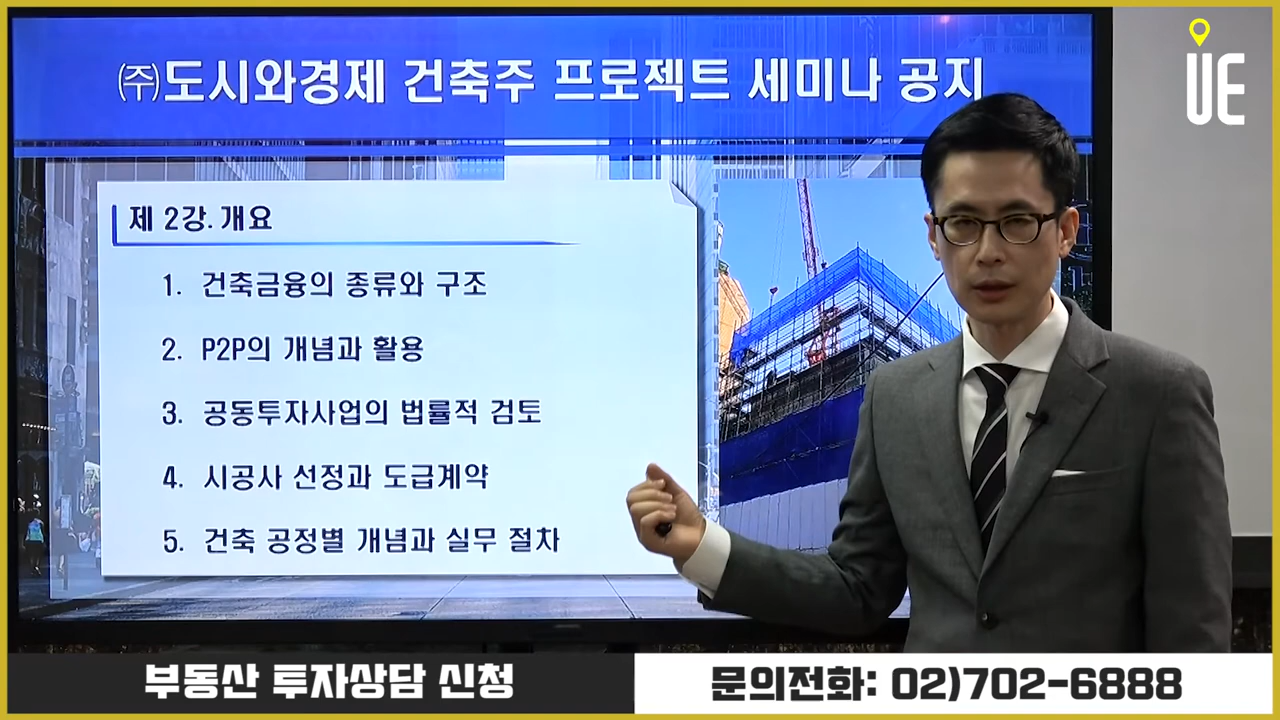 ㈜도시와경제 건축주 프로젝트 세미나 공지
UE
제 2강. 개요
1. 건축금융의 종류와 구조
2. P2P의 개념과 활용
3. 공동투자사업의 법률적 검토
4. 시공사 선정과 도급계약
5. 건축 공정별 개념과 실무 절차
부동산 투자상담 신청
문의전화: 02)702-6888